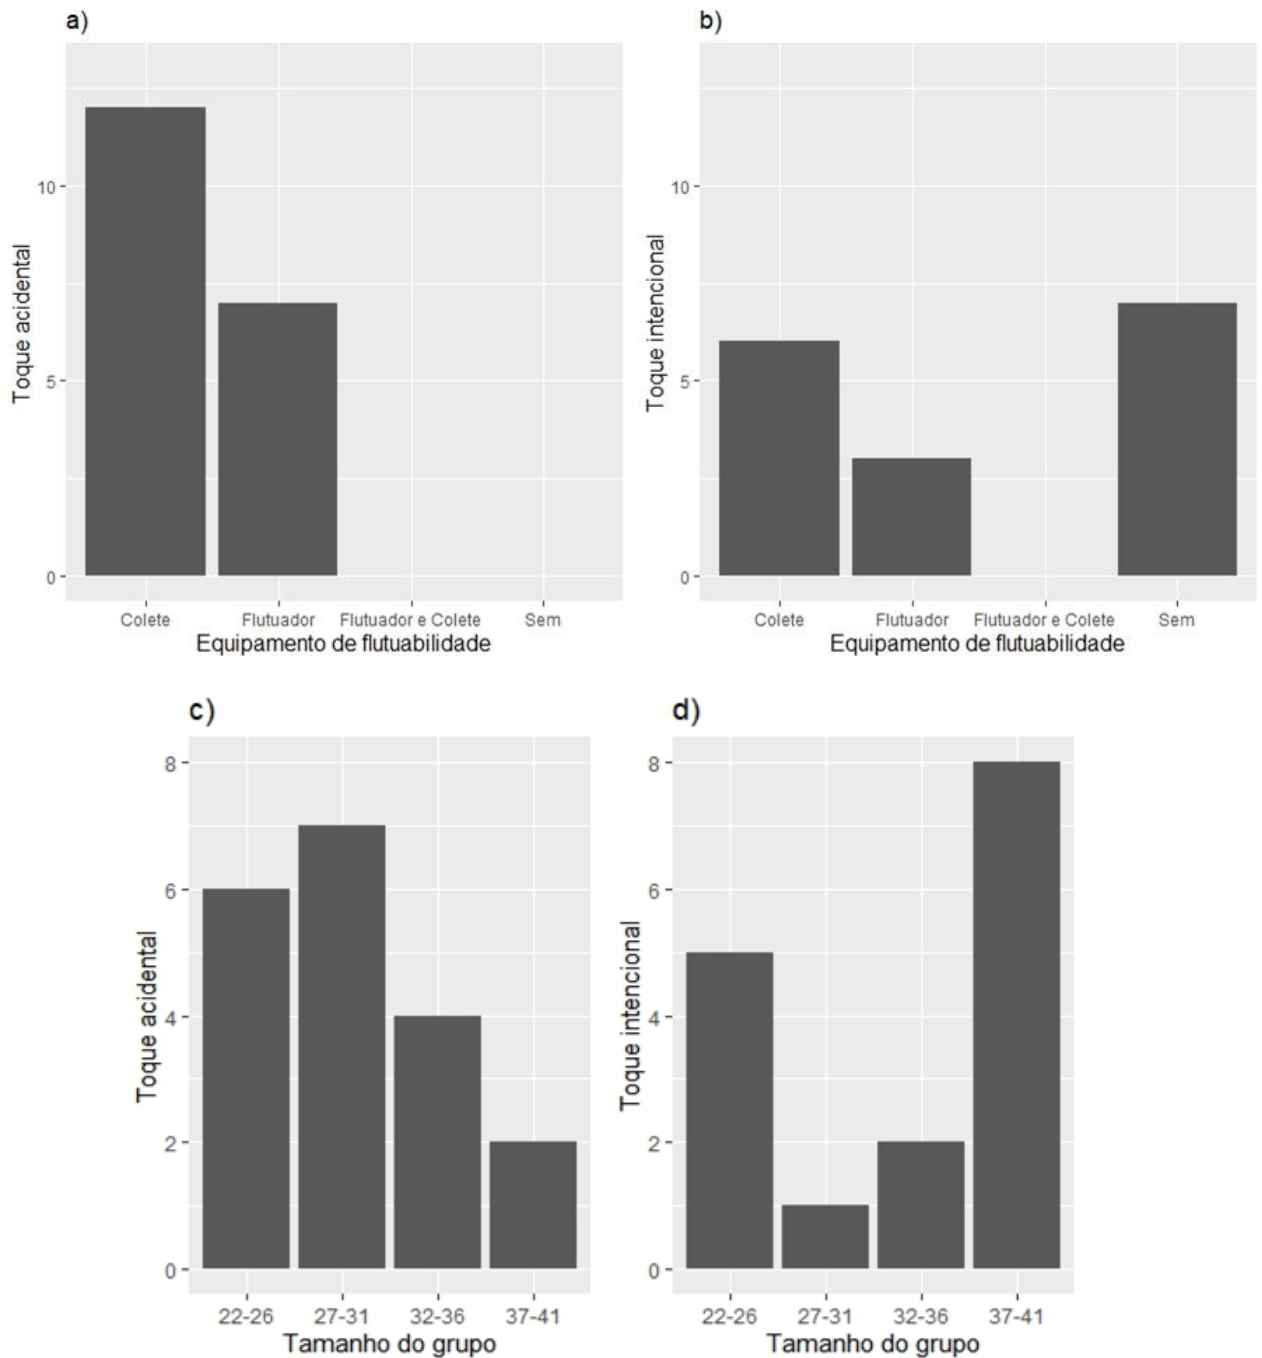 a)
10
5
0
Toque acidental
Colete Flutuador Flutuador e Colete Sem
Equipamento de flutuabilidade
b)
10
5
0
Toque intencional
Colete Flutuador Flutuador e Colete Sem
Equipamento de flutuabilidade
c)
8
6
4
2
0
Toque acidental
22-26 27-31 32-36 37-41
Tamanho do grupo
d)
8
6
4
2
0
Toque intencional
22-26 27-31 32-36 37-41
Tamanho do grupo